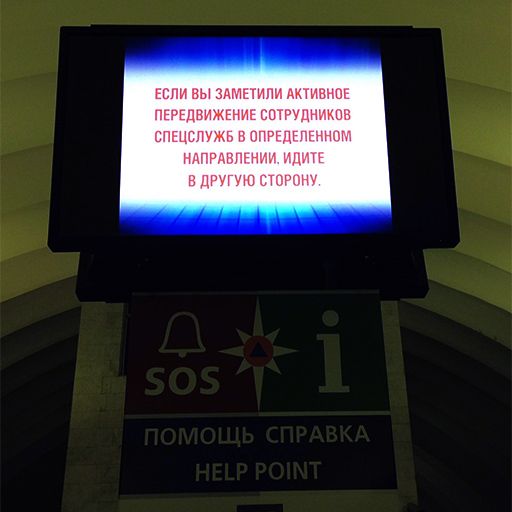 ЕСЛИ ВЫ ЗАМЕТИЛИ АКТИВНОЕ
ПЕРЕДВИЖЕНИЕ СОТРУДНИКОВ
СПЕЦСЛУЖБ В ОПРЕДЕЛЕННОМ
НАПРАВЛЕНИИ. ИДИТЕ
В ДРУГУЮ СТОРОНУ.
SOS i
ПОМОЩЬ СПРАВКА
HELP POINT